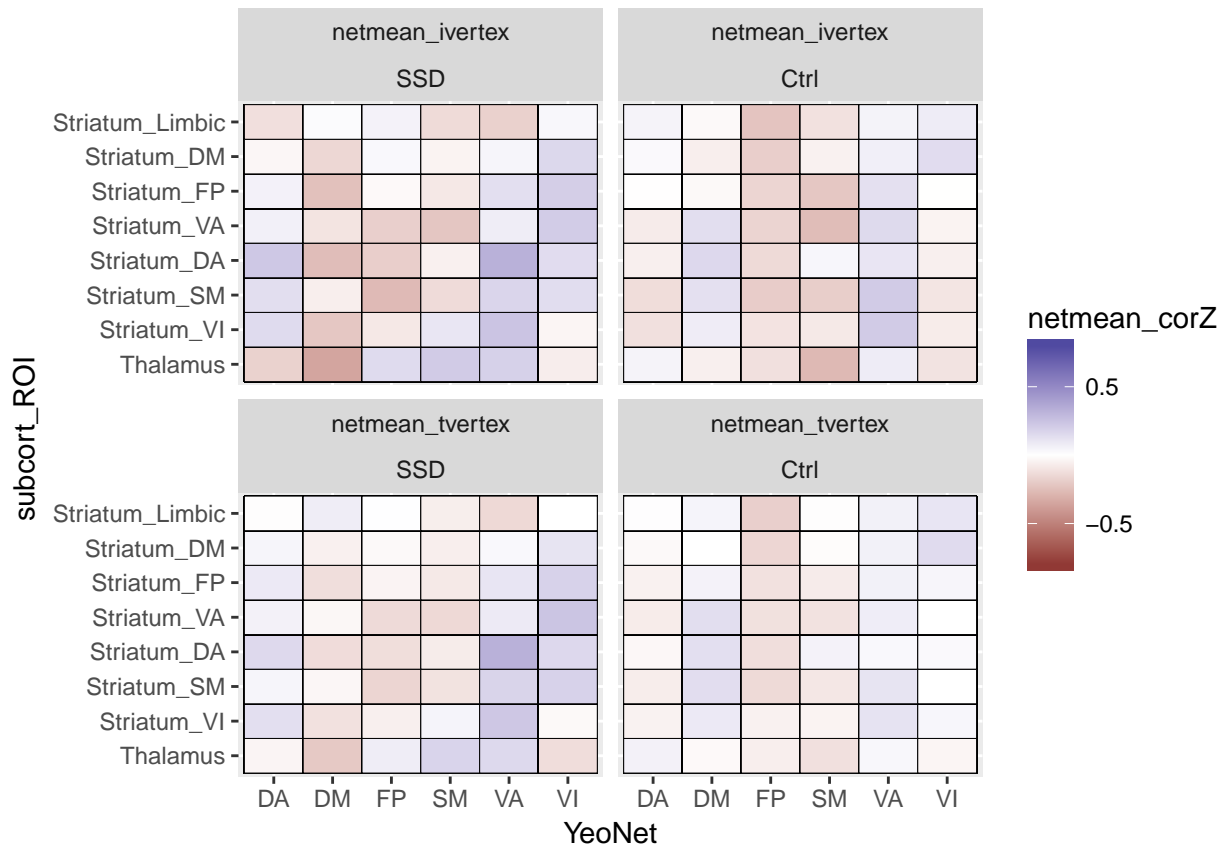 netmean_ivertex
SSD
netmean_ivertex
Ctrl
Striatum_Limbic
Striatum_DM
Striatum_FP
Striatum_VA
Striatum_DA
Striatum_SM
Striatum_VI
Thalamus
netmean_tvertex
SSD
netmean_tvertex
Ctrl
Striatum_Limbic
Striatum_DM
Striatum_FP
Striatum_VA
Striatum_DA
Striatum_SM
Striatum_VI
Thalamus
DA DM FP SM VA VI
DA DM FP SM VA VI
YeoNet
subcort_ROI
netmean_corZ
0.5
−0.5